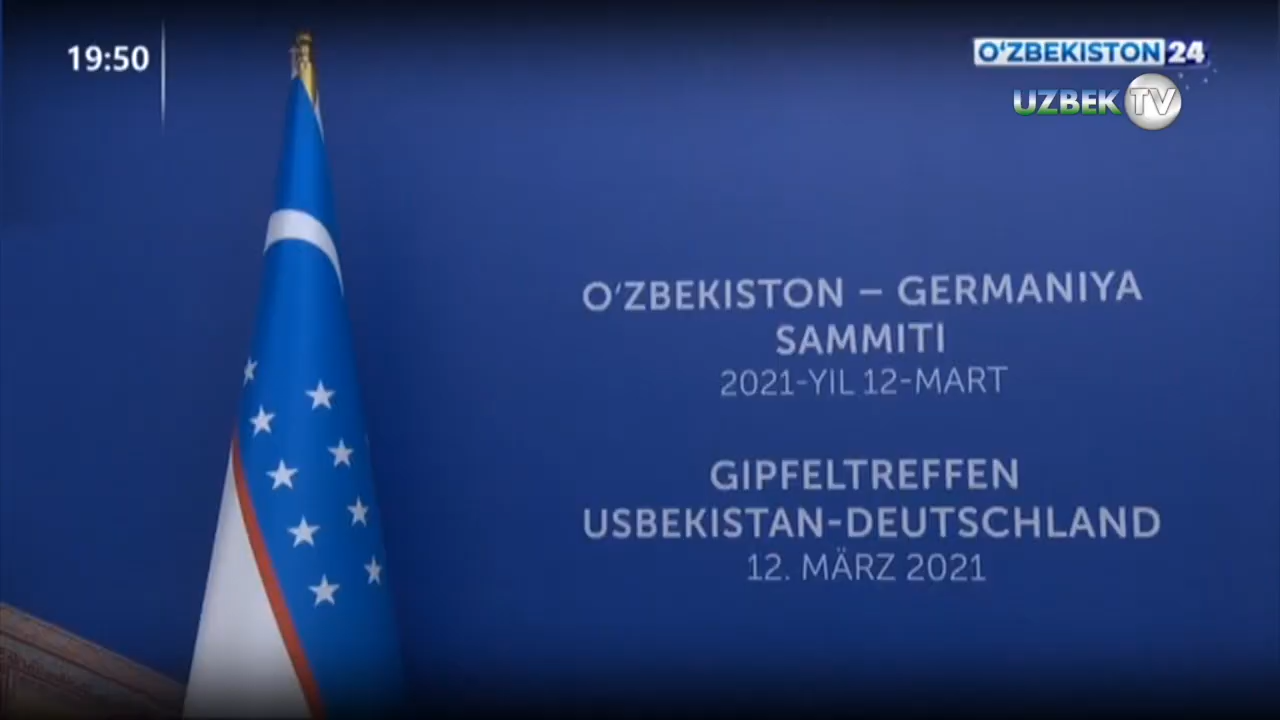 19:50
O‘ZBEKISTON 24
UZBEK TV
O‘ZBEKISTON – GERMANIYA
SAMMITI
2021-YIL 12-MART
GIPFELTREFFEN
USBEKISTAN-DEUTSCHLAND
12. MÄRZ 2021